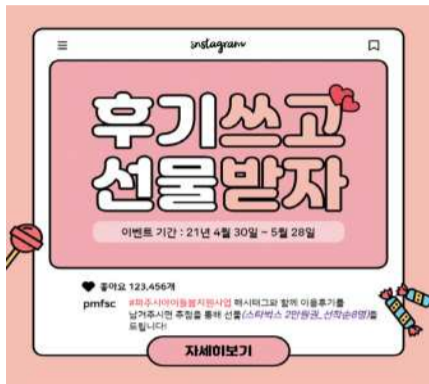 instagram
후기쓰고
선물받자
이벤트 기간 : 21년 4월 30일 ~ 5월 28일
좋아요 123,456개
pmfsc #파주시아이돌봄지원사업 해시태그와 함께 이용후기를
남겨주시면 추첨을 통해 선물(스타벅스 2만원권_선착순8명)을
드립니다!
자세히보기